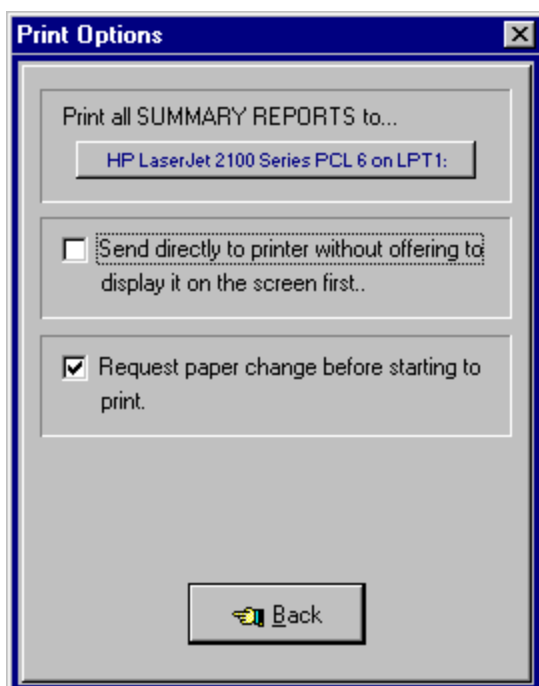 Print Options
Print all SUMMARY REPORTS to...
HP LaserJet 2100 Series PCL 6 on LPT1:
Send directly to printer without offering to
display it on the screen first..
Request paper change before starting to
print.
Back